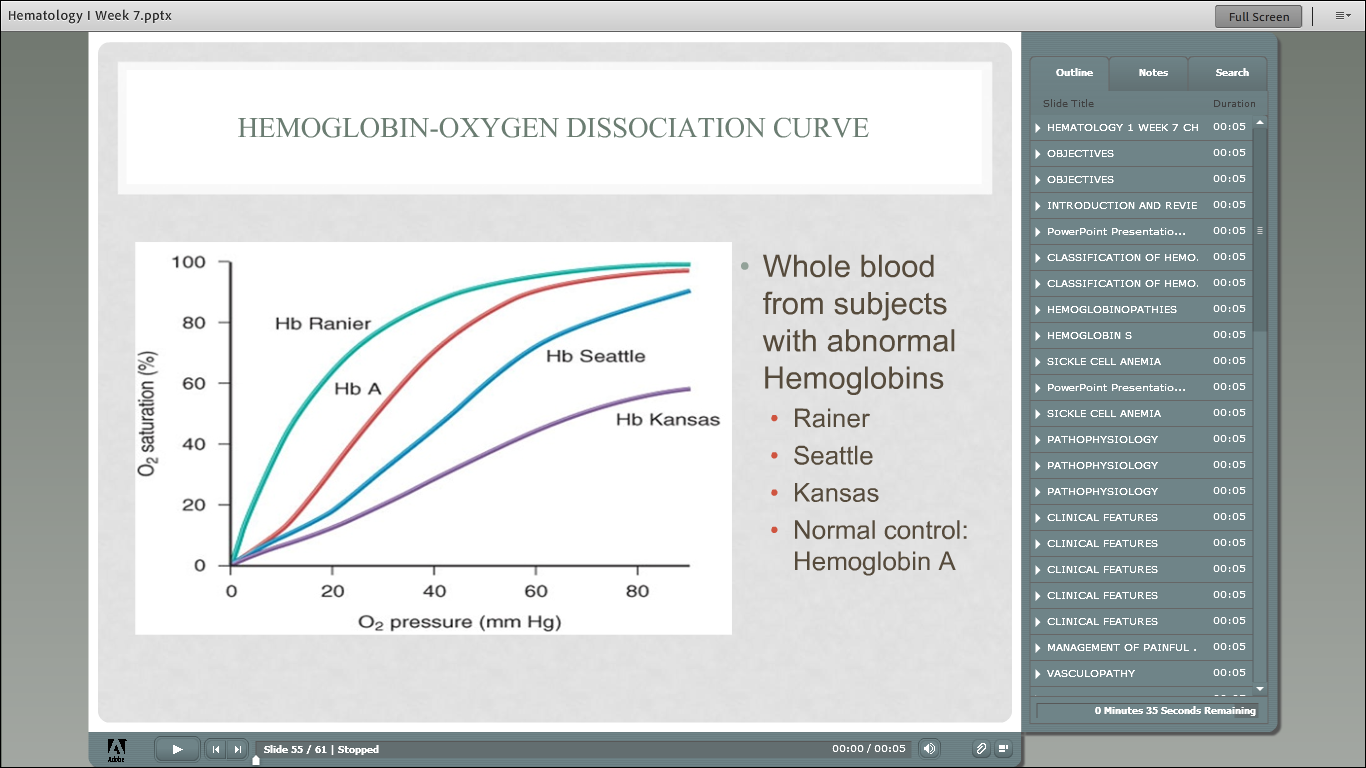 Hematology I Week 7.pptx
Full Screen
HEMOGLOBIN-OXYGEN DISSOCIATION CURVE
100
80
60
40
20
0
O2 saturation (%)
Hb Ranier
Hb A
Hb Seattle
Hb Kansas
0 20 40 60 80
O2 pressure (mm Hg)
• Whole blood
from subjects
with abnormal
Hemoglobins
• Rainer
• Seattle
• Kansas
• Normal control:
Hemoglobin A
Outline Notes Search
Slide Title Duration
HEMATOLOGY 1 WEEK 7 CH 00:05
OBJECTIVES 00:05
OBJECTIVES 00:05
INTRODUCTION AND REVIE 00:05
PowerPoint Presentatio... 00:05
CLASSIFICATION OF HEMO. 00:05
CLASSIFICATION OF HEMO. 00:05
HEMOGLOBINOPATHIES 00:05
HEMOGLOBIN S 00:05
SICKLE CELL ANEMIA 00:05
PowerPoint Presentatio... 00:05
SICKLE CELL ANEMIA 00:05
PATHOPHYSIOLOGY 00:05
PATHOPHYSIOLOGY 00:05
PATHOPHYSIOLOGY 00:05
CLINICAL FEATURES 00:05
CLINICAL FEATURES 00:05
CLINICAL FEATURES 00:05
CLINICAL FEATURES 00:05
CLINICAL FEATURES 00:05
MANAGEMENT OF PAINFUL . 00:05
VASCULOPATHY 00:05
0 Minutes 35 Seconds Remaining
Adobe
Slide 55 / 61 | Stopped
00:00 / 00:05